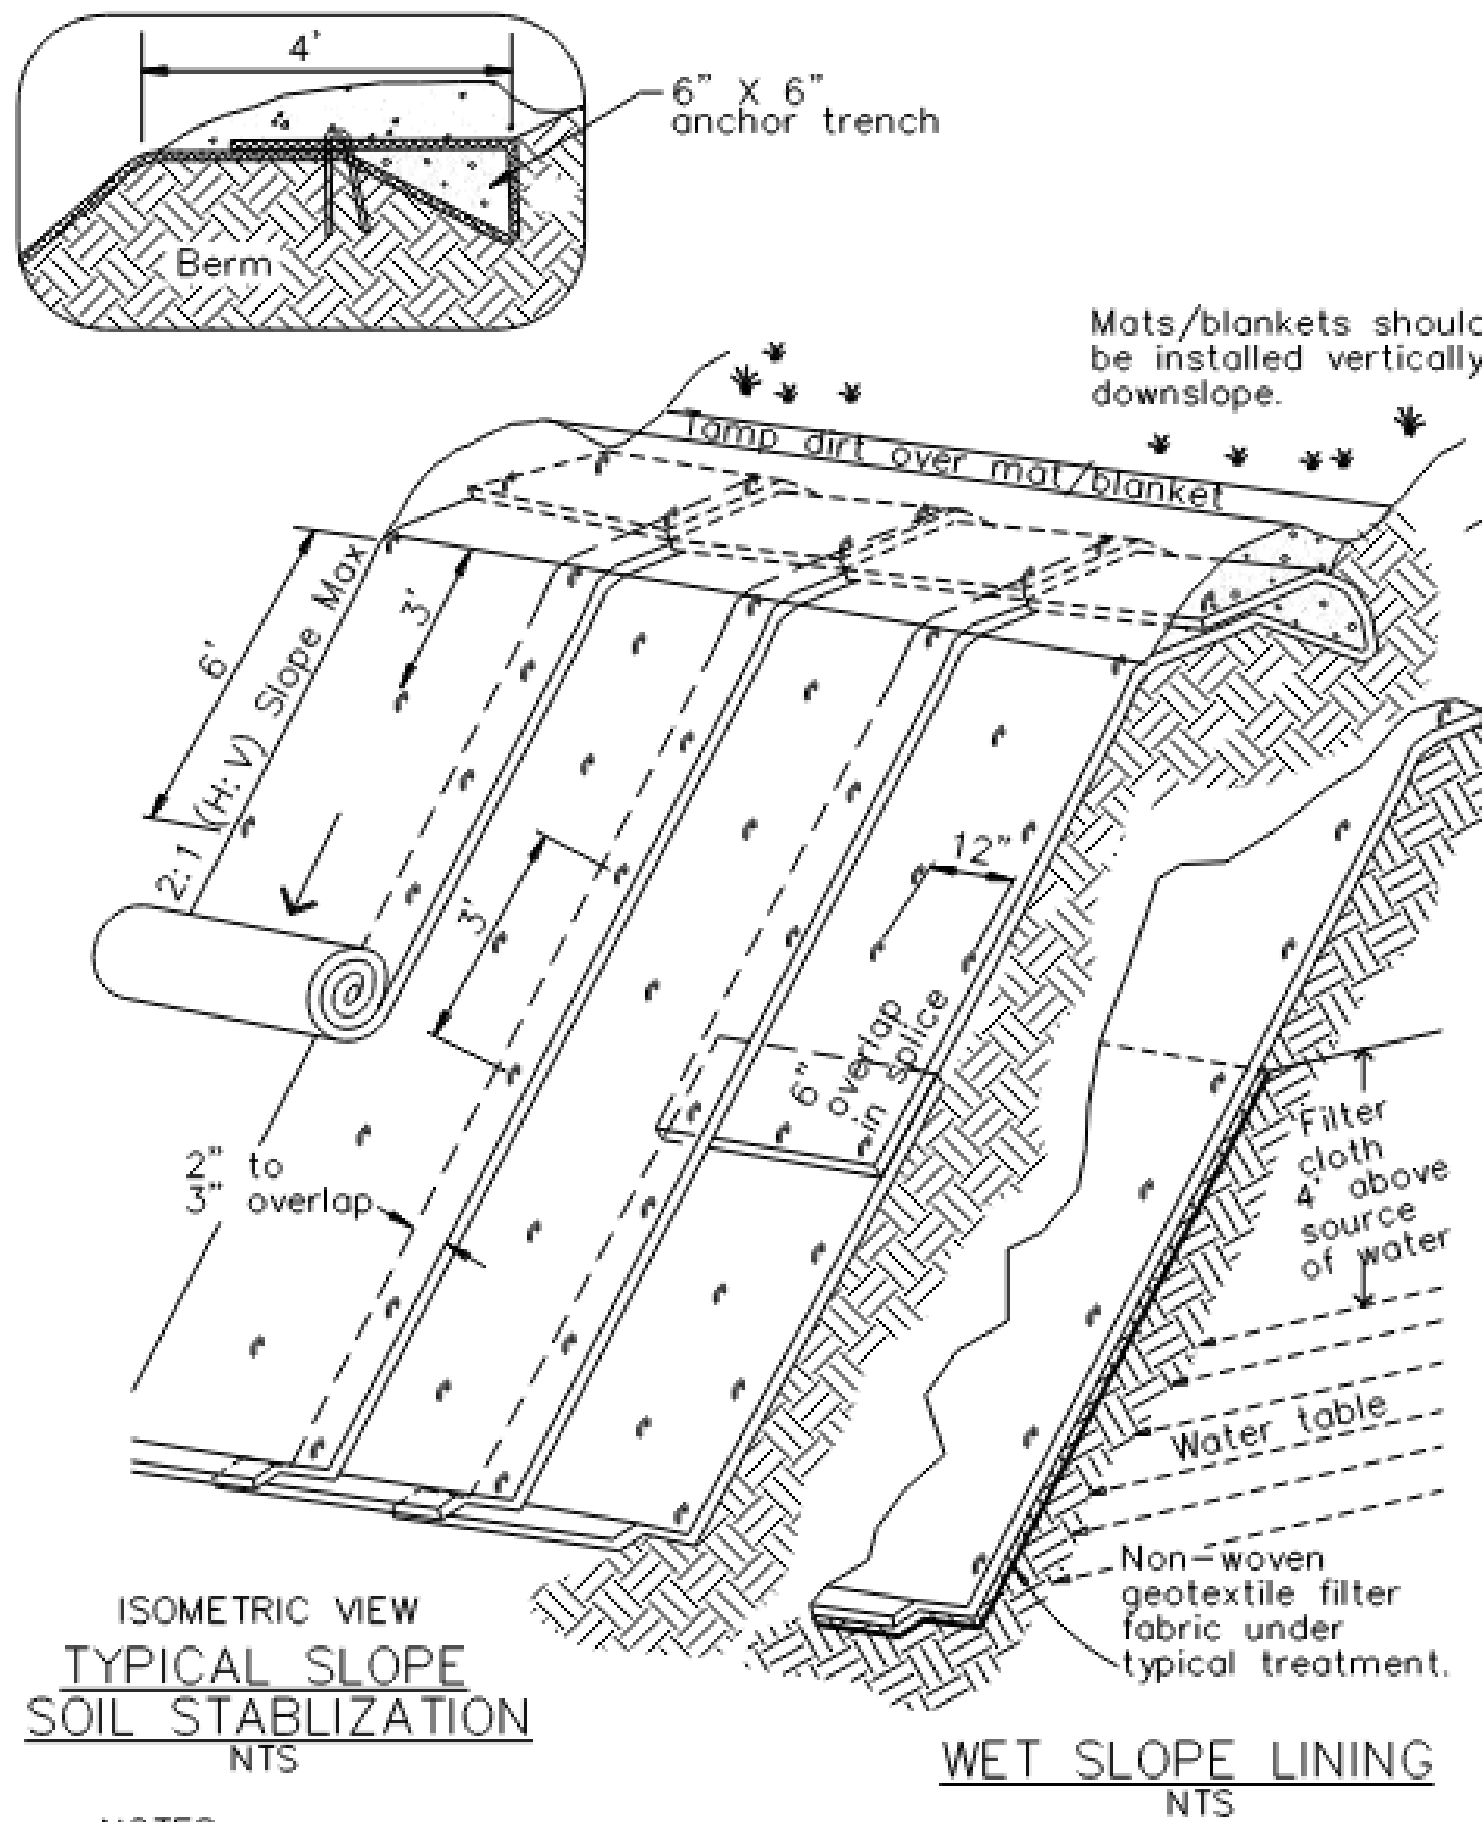 4'
6" X 6"
anchor trench
Berm
Mats/blankets should
be installed vertically
downslope.
Tamp dirt over mat/blanket
6'
2:1 (H:V) Slope Max
3'
12"
3'
6"
overlap
in splice
2" to
3" overlap
Filter
cloth
4' above
source
of water
Water table
Non-woven
geotextile filter
fabric under
typical treatment.
ISOMETRIC VIEW
TYPICAL SLOPE
SOIL STABLIZATION
NTS
WET SLOPE LINING
NTS